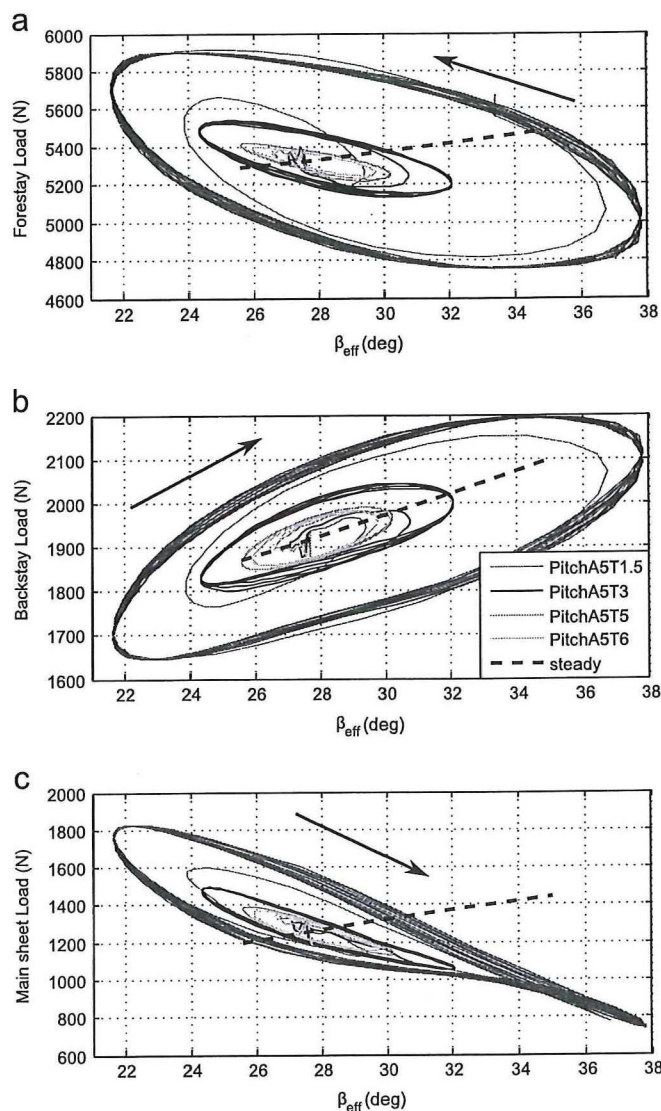 a
6000
5800
5600
5400
5200
5000
4800
4600
Forestay Load (N)
22 24 26 28 30 32 34 36 38
βeff (deg)
b
2200
2100
2000
1900
1800
1700
1600
Backstay Load (N)
PitchA5T1.5
PitchA5T3
PitchA5T5
PitchA5T6
steady
22 24 26 28 30 32 34 36 38
βeff (deg)
c
2000
1800
1600
1400
1200
1000
800
600
Main sheet Load (N)
22 24 26 28 30 32 34 36 38
βeff (deg)